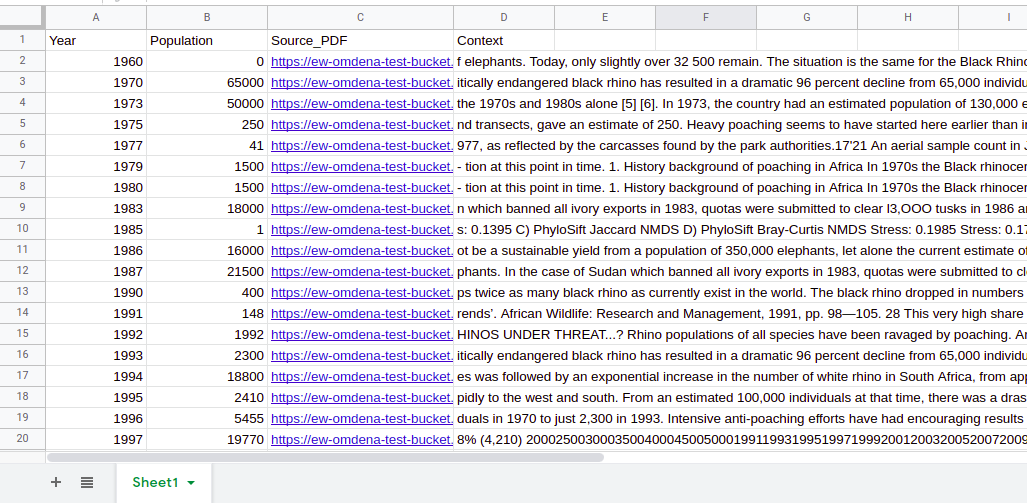 A B C D E F G H I
1 Year Population Source_PDF Context
2 1960 0 https://ew-omdena-test-bucket. f elephants. Today, only slightly over 32 500 remain. The situation is the same for the Black Rhino
3 1970 65000 https://ew-omdena-test-bucket. itically endangered black rhino has resulted in a dramatic 96 percent decline from 65,000 individu
4 1973 50000 https://ew-omdena-test-bucket. the 1970s and 1980s alone [5] [6]. In 1973, the country had an estimated population of 130,000 e
5 1975 250 https://ew-omdena-test-bucket. nd transects, gave an estimate of 250. Heavy poaching seems to have started here earlier than i
6 1977 41 https://ew-omdena-test-bucket. 977, as reflected by the carcasses found by the park authorities.17'21 An aerial sample count in J
7 1979 1500 https://ew-omdena-test-bucket. - tion at this point in time. 1. History background of poaching in Africa In 1970s the Black rhinocer
8 1980 1500 https://ew-omdena-test-bucket. - tion at this point in time. 1. History background of poaching in Africa In 1970s the Black rhinocer
9 1983 18000 https://ew-omdena-test-bucket. n which banned all ivory exports in 1983, quotas were submitted to clear l3,OOO tusks in 1986 a
10 1985 1 https://ew-omdena-test-bucket. s: 0.1395 C) PhyloSift Jaccard NMDS D) PhyloSift Bray-Curtis NMDS Stress: 0.1985 Stress: 0.17
11 1986 16000 https://ew-omdena-test-bucket. ot be a sustainable yield from a population of 350,000 elephants, let alone the current estimate of
12 1987 21500 https://ew-omdena-test-bucket. phants. In the case of Sudan which banned all ivory exports in 1983, quotas were submitted to cl
13 1990 400 https://ew-omdena-test-bucket. ps twice as many black rhino as currently exist in the world. The black rhino dropped in numbers
14 1991 148 https://ew-omdena-test-bucket. rends’. African Wildlife: Research and Management, 1991, pp. 98—105. 28 This very high share
15 1992 1992 https://ew-omdena-test-bucket. HINOS UNDER THREAT...? Rhino populations of all species have been ravaged by poaching. A
16 1993 2300 https://ew-omdena-test-bucket. itically endangered black rhino has resulted in a dramatic 96 percent decline from 65,000 individu
17 1994 18800 https://ew-omdena-test-bucket. es was followed by an exponential increase in the number of white rhino in South Africa, from app
18 1995 2410 https://ew-omdena-test-bucket. pidly to the west and south. From an estimated 100,000 individuals at that time, there was a dras
19 1996 5455 https://ew-omdena-test-bucket. duals in 1970 to just 2,300 in 1993. Intensive anti-poaching efforts have had encouraging results
20 1997 19770 https://ew-omdena-test-bucket. 8% (4,210) 20002500300035004000450050001991199319951997199920012003200520072009
Sheet1